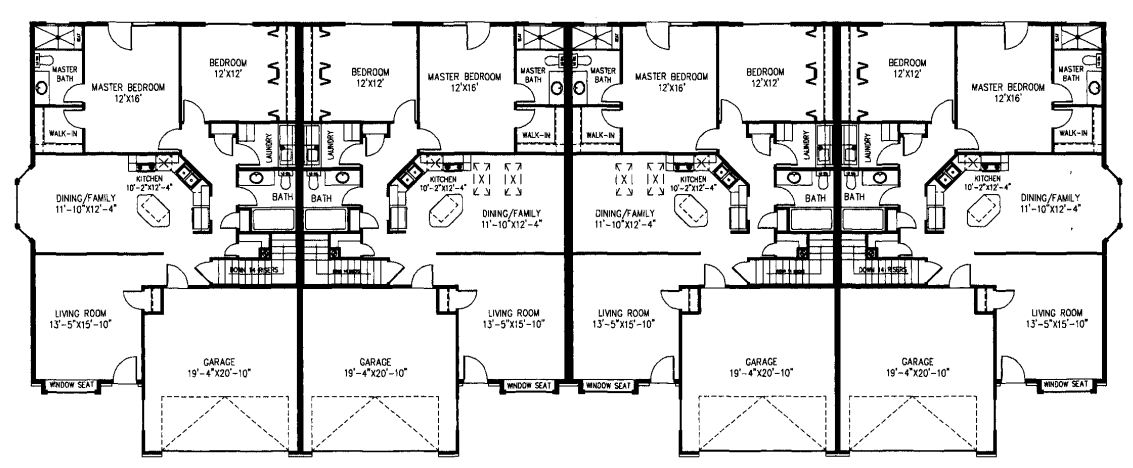 SEAT
MASTER
BATH
MASTER BEDROOM
12'X16'
BEDROOM
12'X12'
WALK-IN
LAUNDRY
KITCHEN
10'-2"X12'-4"
DINING/FAMILY
11'-10"X12'-4"
BATH
DOWN 14 RISERS
LIVING ROOM
13'-5"X15'-10"
WINDOW SEAT
GARAGE
19'-4"X20'-10"
BEDROOM
12'X12'
MASTER BEDROOM
12'X16'
MASTER
BATH
WALK-IN
LAUNDRY
KITCHEN
10'-2"X12'-4"
DINING/FAMILY
11'-10"X12'-4"
BATH
DOWN 14 RISERS
LIVING ROOM
13'-5"X15'-10"
WINDOW SEAT
GARAGE
19'-4"X20'-10"
MASTER
BATH
MASTER BEDROOM
12'X16'
BEDROOM
12'X12'
WALK-IN
LAUNDRY
KITCHEN
10'-2"X12'-4"
DINING/FAMILY
11'-10"X12'-4"
BATH
DOWN 14 RISERS
LIVING ROOM
13'-5"X15'-10"
WINDOW SEAT
GARAGE
19'-4"X20'-10"
BEDROOM
12'X12'
MASTER BEDROOM
12'X16'
MASTER
BATH
WALK-IN
LAUNDRY
KITCHEN
10'-2"X12'-4"
DINING/FAMILY
11'-10"X12'-4"
BATH
DOWN 14 RISERS
LIVING ROOM
13'-5"X15'-10"
WINDOW SEAT
GARAGE
19'-4"X20'-10"